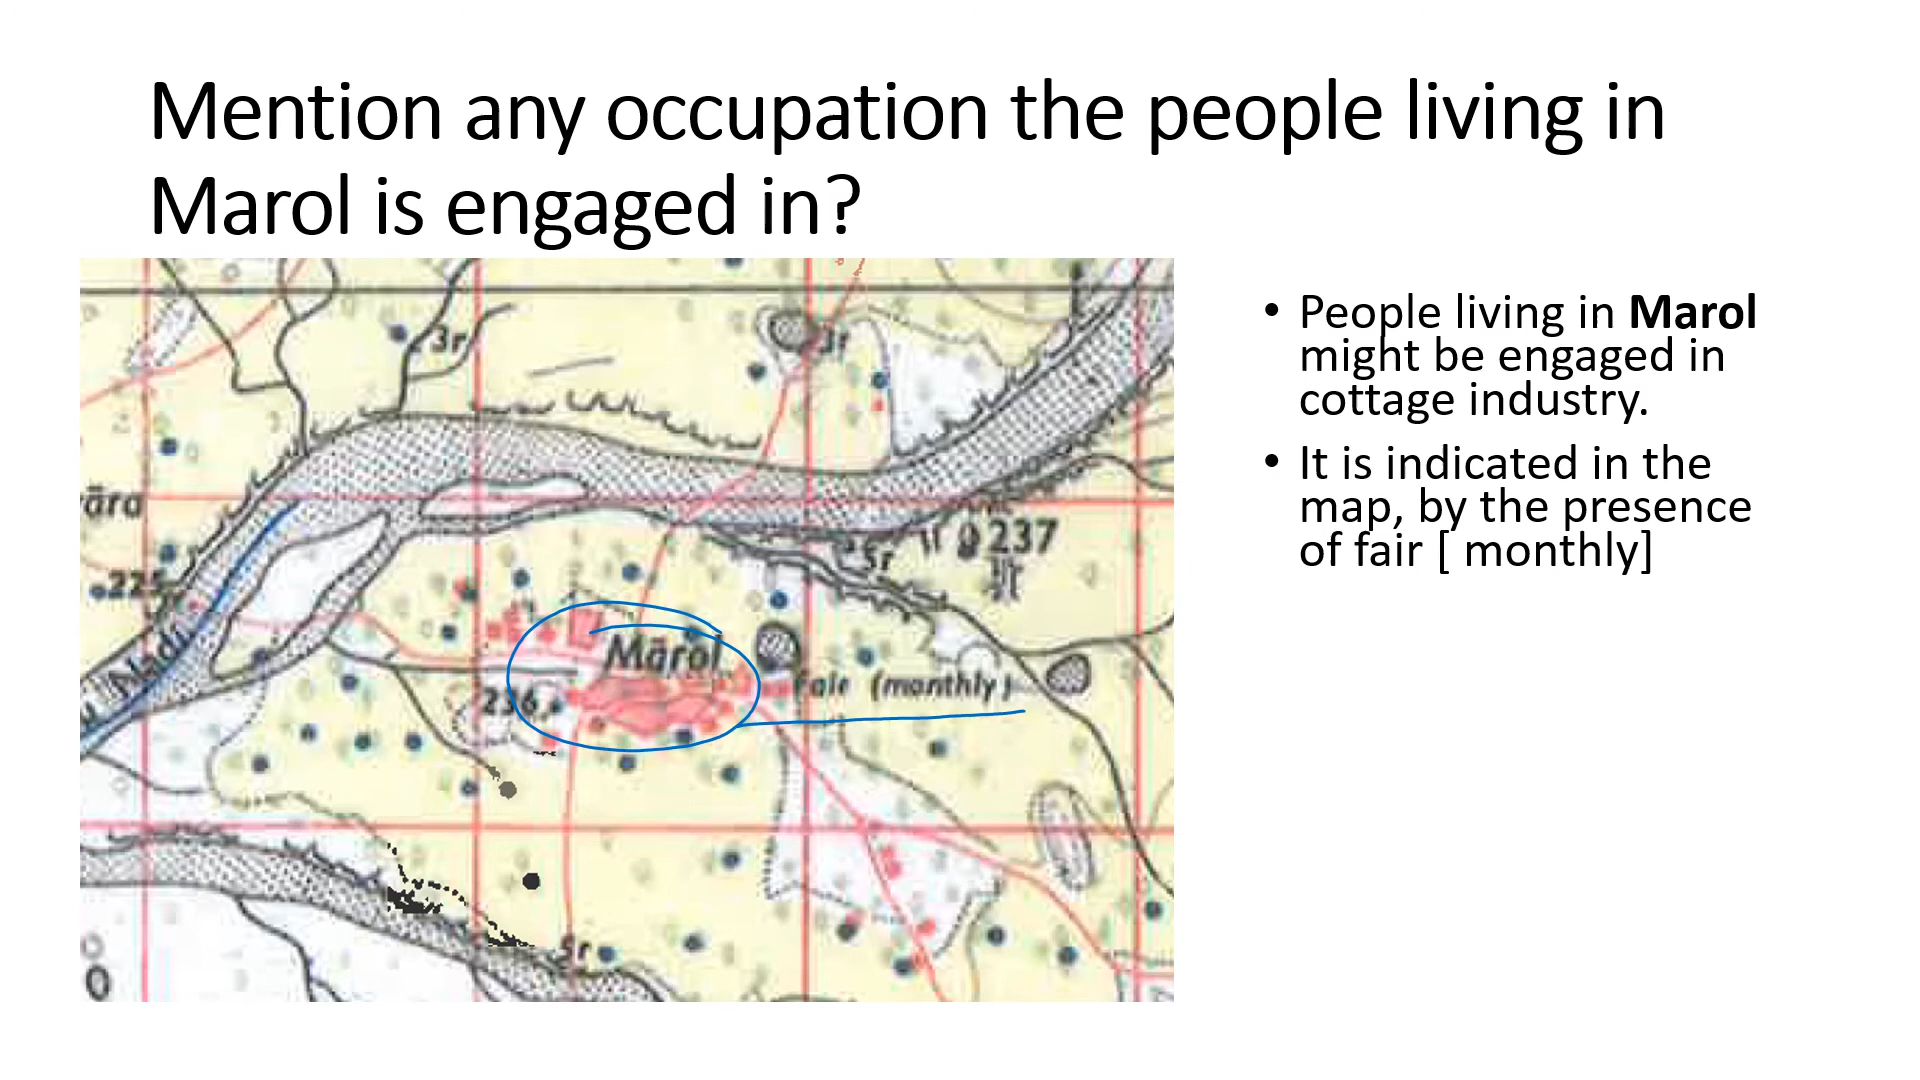 Mention any occupation the people living in
Marol is engaged in?
• People living in Marol
might be engaged in
cottage industry.
• It is indicated in the
map, by the presence
of fair [ monthly]
3r
3r
āra
237
5r
.225
Nadi
Mārol
236
Fair (monthly)
5r
0